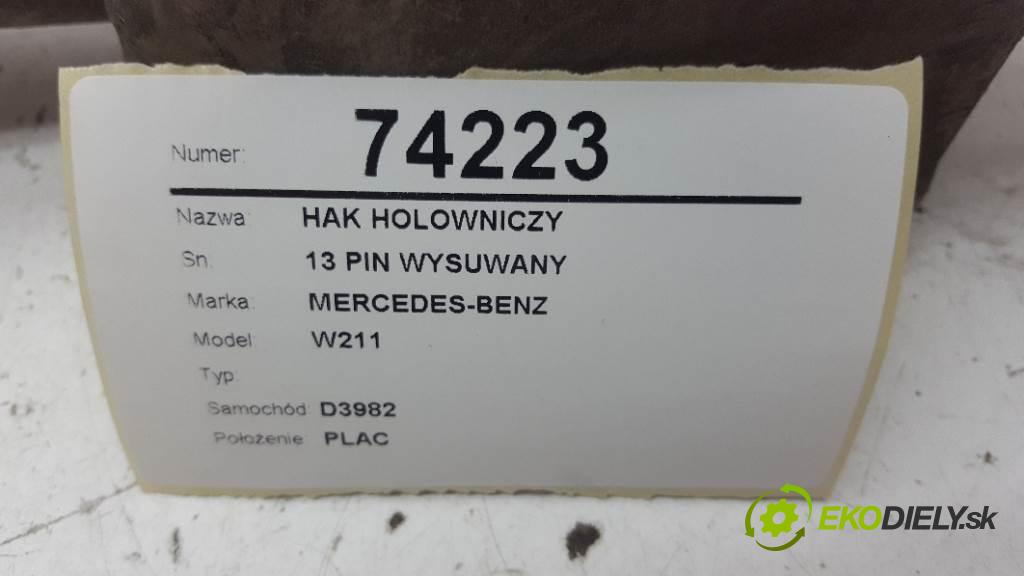 Numer: 74223
Nazwa: HAK HOLOWNICZY
Sn. 13 PIN WYSUWANY
Marka: MERCEDES-BENZ
Model: W211
Typ:
Samochód: D3982
Położenie PLAC
EKODIELY.sk